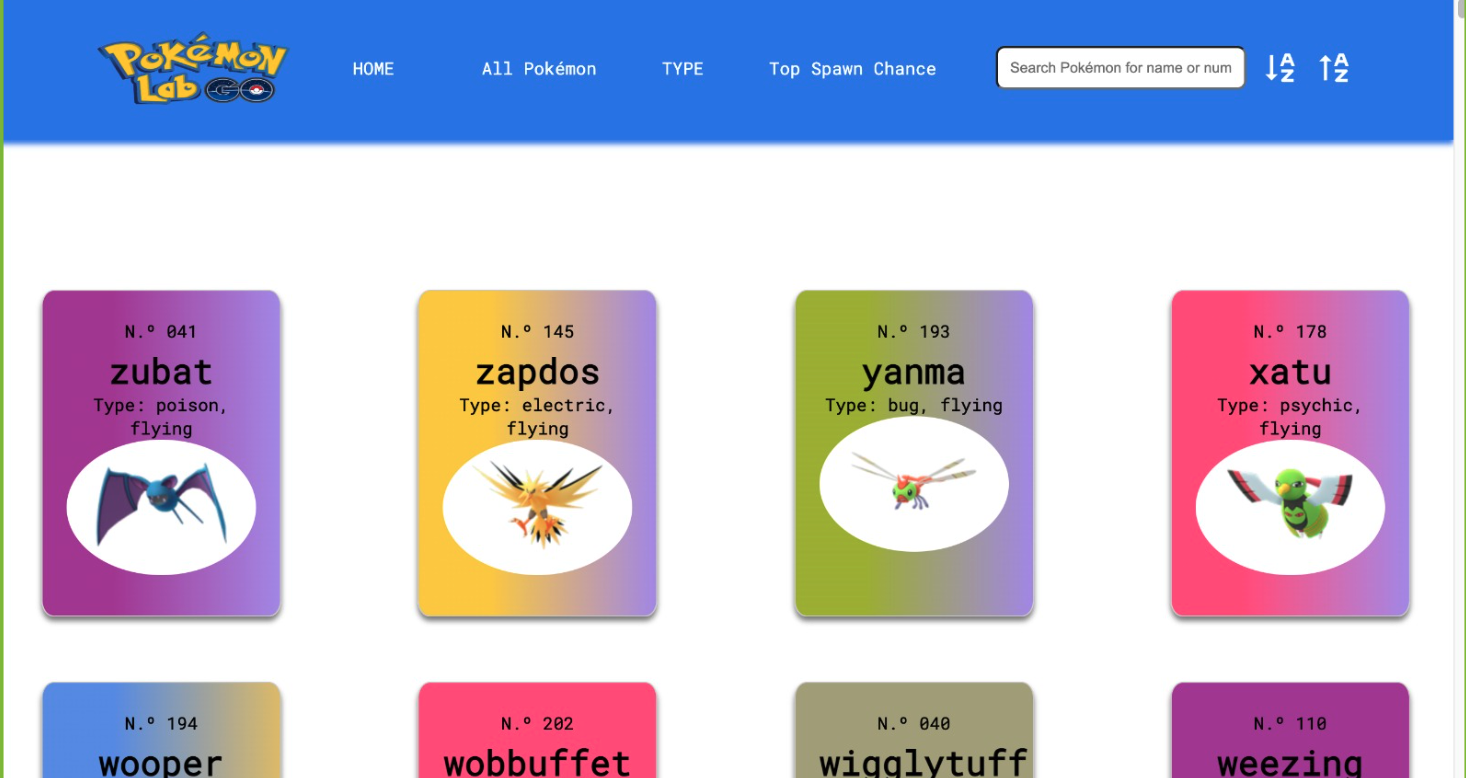 POKéMON
Lab GO
HOME
All Pokémon
TYPE
Top Spawn Chance
Search Pokémon for name or num
A
Z
A
Z
N.º 041
zubat
Type: poison,
flying
N.º 145
zapdos
Type: electric,
flying
N.º 193
yanma
Type: bug, flying
N.º 178
xatu
Type: psychic,
flying
N.º 194
wooper
N.º 202
wobbuffet
N.º 040
wigglytuff
N.º 110
weezing